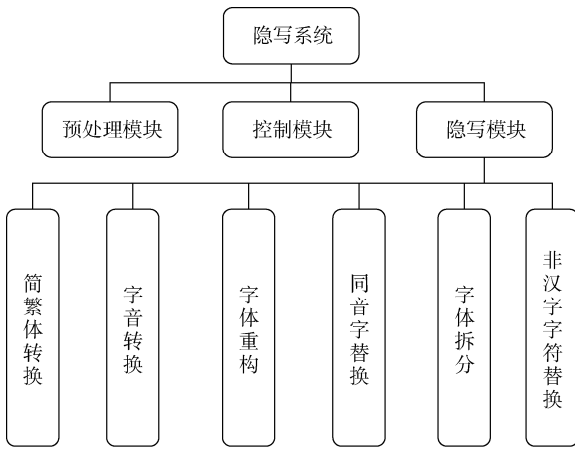 隐写系统
预处理模块
控制模块
隐写模块
简繁体转换
字音转换
字体重构
同音字替换
字体拆分
非汉字字符替换